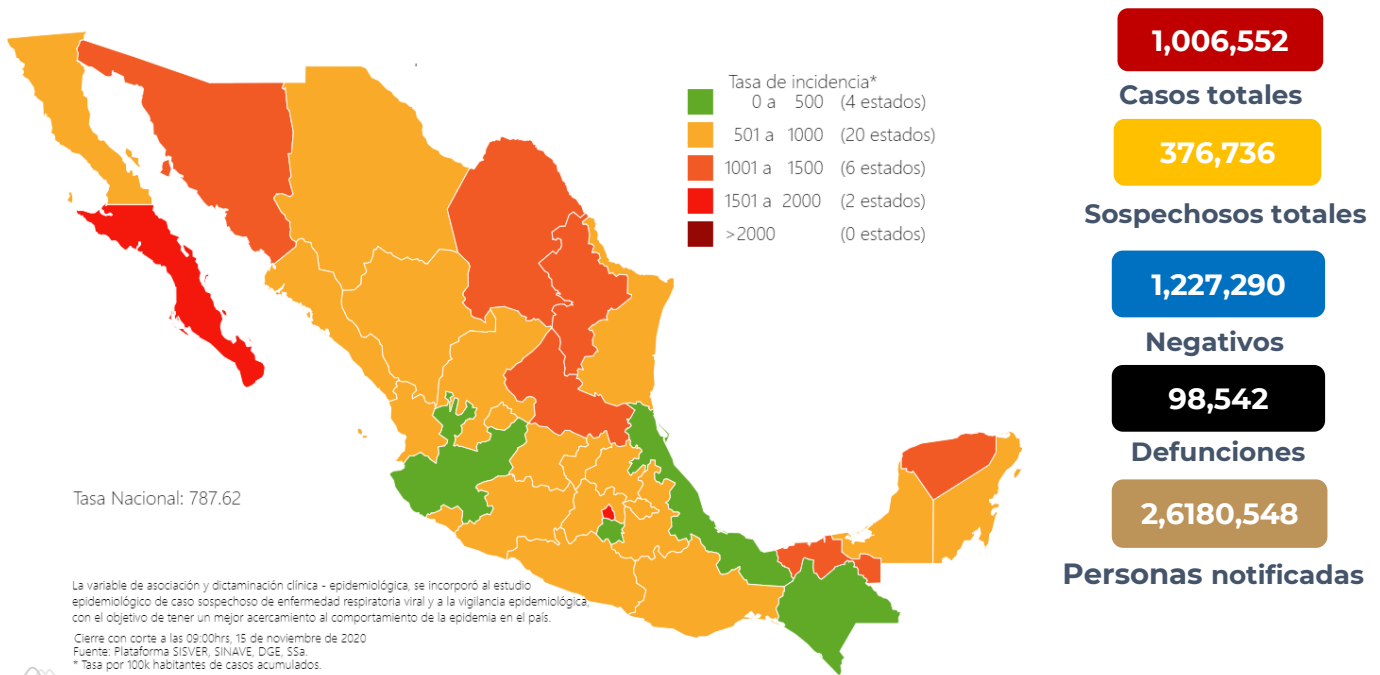 Tasa de incidencia*
0 a 500 (4 estados)
501 a 1000 (20 estados)
1001 a 1500 (6 estados)
1501 a 2000 (2 estados)
>2000 (0 estados)
Tasa Nacional: 787.62
La variable de asociación y dictaminación clínica - epidemiológica, se incorporó al estudio
epidemiológico de caso sospechoso de enfermedad respiratoria viral y a la vigilancia epidemiológica,
con el objetivo de tener un mejor acercamiento al comportamiento de la epidemia en el país.
Cierre con corte a las 09:00hrs, 15 de noviembre de 2020
Fuente: Plataforma SISVER, SINAVE, DGE, SSa.
* Tasa por 100k habitantes de casos acumulados.
1,006,552
Casos totales
376,736
Sospechosos totales
1,227,290
Negativos
98,542
Defunciones
2,6180,548
Personas notificadas